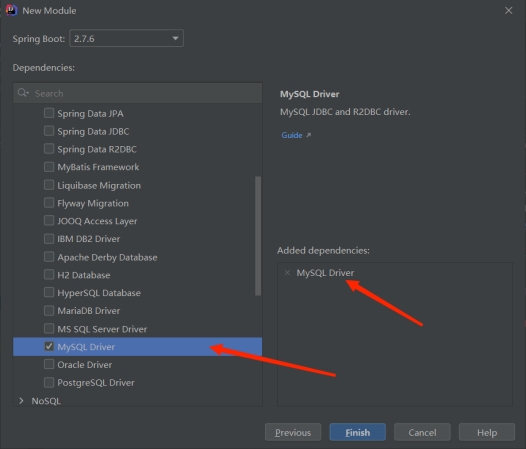 New Module
Spring Boot: 2.7.6
Dependencies:
Search
Spring Data JPA
Spring Data JDBC
Spring Data R2DBC
MyBatis Framework
Liquibase Migration
Flyway Migration
JOOQ Access Layer
IBM DB2 Driver
Apache Derby Database
H2 Database
HyperSQL Database
MariaDB Driver
MS SQL Server Driver
MySQL Driver
Oracle Driver
PostgreSQL Driver
NoSQL
MySQL Driver
MySQL JDBC and R2DBC driver.
Guide
Added dependencies:
MySQL Driver
Previous
Finish
Cancel
Help